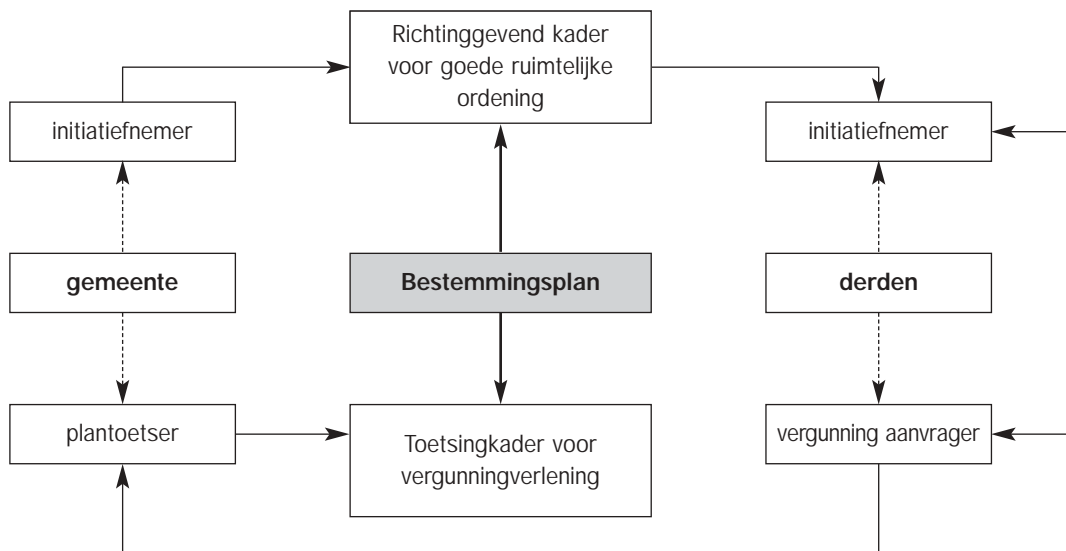 Richtinggevend kader
voor goede ruimtelijke
ordening
initiatiefnemer
initiatiefnemer
gemeente
Bestemmingsplan
derden
plantoetser
Toetsingkader voor
vergunningverlening
vergunning aanvrager